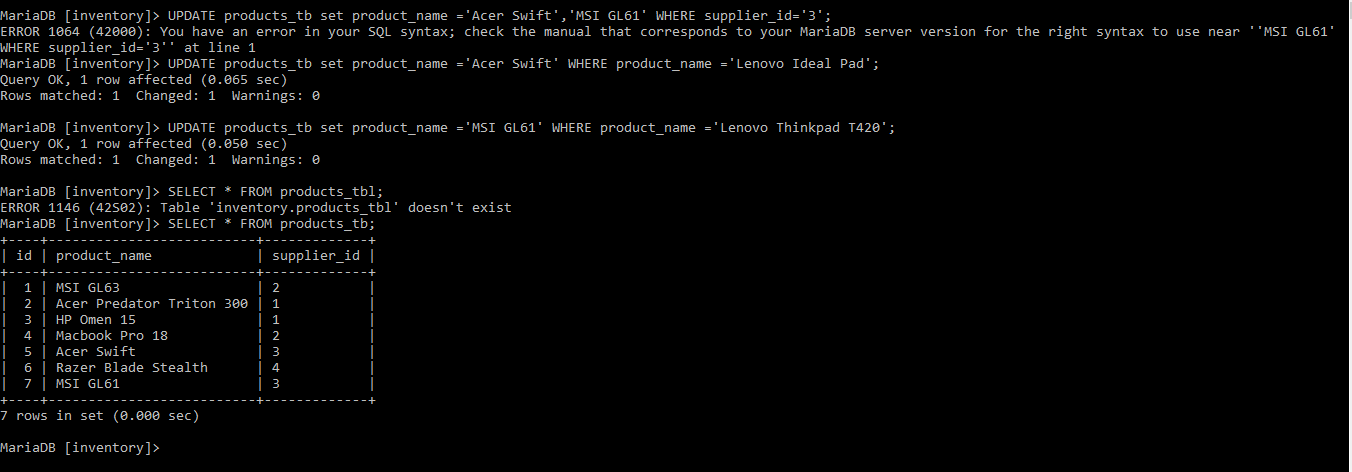 MariaDB [inventory]> UPDATE products_tb set product_name ='Acer Swift','MSI GL61' WHERE supplier_id='3';
ERROR 1064 (42000): You have an error in your SQL syntax; check the manual that corresponds to your MariaDB server version for the right syntax to use near ''MSI GL61'
WHERE supplier_id='3'' at line 1
MariaDB [inventory]> UPDATE products_tb set product_name ='Acer Swift' WHERE product_name ='Lenovo Ideal Pad';
Query OK, 1 row affected (0.065 sec)
Rows matched: 1  Changed: 1  Warnings: 0

MariaDB [inventory]> UPDATE products_tb set product_name ='MSI GL61' WHERE product_name ='Lenovo Thinkpad T420';
Query OK, 1 row affected (0.050 sec)
Rows matched: 1  Changed: 1  Warnings: 0

MariaDB [inventory]> SELECT * FROM products_tbl;
ERROR 1146 (42S02): Table 'inventory.products_tbl' doesn't exist
MariaDB [inventory]> SELECT * FROM products_tb;
+----+--------------------------+-------------+
| id | product_name             | supplier_id |
+----+--------------------------+-------------+
|  1 | MSI GL63                 | 2           |
|  2 | Acer Predator Triton 300 | 1           |
|  3 | HP Omen 15               | 1           |
|  4 | Macbook Pro 18           | 2           |
|  5 | Acer Swift               | 3           |
|  6 | Razer Blade Stealth      | 4           |
|  7 | MSI GL61                 | 3           |
+----+--------------------------+-------------+
7 rows in set (0.000 sec)

MariaDB [inventory]>